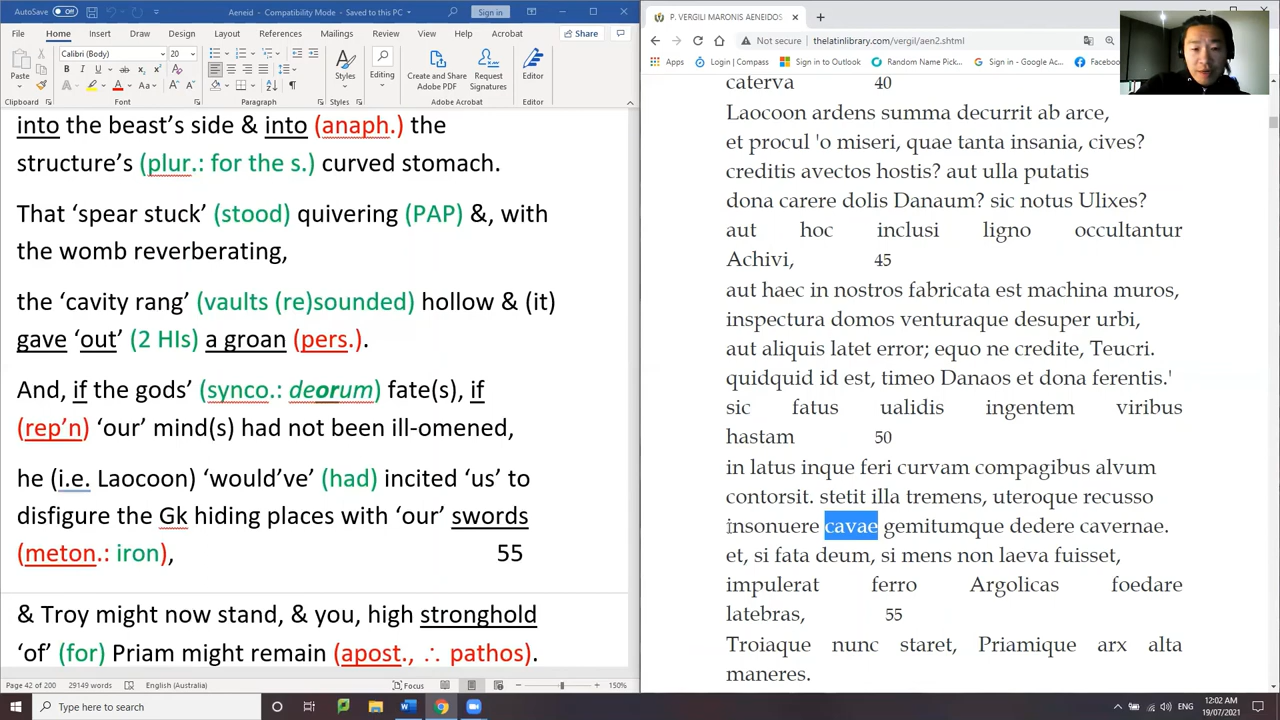 AutoSave Off
Aeneid - Compatibility Mode - Saved to this PC
Sign in
File Home Insert Draw Design Layout References Mailings Review View Help Acrobat Share
Calibri (Body) 20
Paste Styles Editing Create and Share Adobe PDF Request Signatures Editor
Clipboard Font Paragraph Styles Adobe Acrobat Editor
into the beast’s side & into (anaph.) the
structure’s (plur.: for the s.) curved stomach.
That ‘spear stuck’ (stood) quivering (PAP) &, with
the womb reverberating,
the ‘cavity rang’ (vaults (re)sounded) hollow & (it)
gave ‘out’ (2 HIs) a groan (pers.).
And, if the gods’ (synco.: deorum) fate(s), if
(rep’n) ‘our’ mind(s) had not been ill-omened,
he (i.e. Laocoon) ‘would’ve’ (had) incited ‘us’ to
disfigure the Gk hiding places with ‘our’ swords
(meton.: iron), 55
& Troy might now stand, & you, high stronghold
‘of’ (for) Priam might remain (apost., ∴ pathos).
Page 42 of 200 29149 words English (Australia) Focus 150%
P. VERGILI MARONIS AENEIDOS
Not secure thelatinlibrary.com/vergil/aen2.shtml
Apps Login | Compass Sign in to Outlook Random Name Pick... Sign in - Google Ac... Facebook
caterva 40
Laocoon ardens summa decurrit ab arce,
et procul 'o miseri, quae tanta insania, cives?
creditis avectos hostis? aut ulla putatis
dona carere dolis Danaum? sic notus Ulixes?
aut hoc inclusi ligno occultantur
Achivi, 45
aut haec in nostros fabricata est machina muros,
inspectura domos venturaque desuper urbi,
aut aliquis latet error; equo ne credite, Teucri.
quidquid id est, timeo Danaos et dona ferentis.'
sic fatus ualidis ingentem viribus
hastam 50
in latus inque feri curvam compagibus alvum
contorsit. stetit illa tremens, uteroque recusso
insonuere cavae gemitumque dedere cavernae.
et, si fata deum, si mens non laeva fuisset,
impulerat ferro Argolicas foedare
latebras, 55
Troiaque nunc staret, Priamique arx alta
maneres.
Type here to search
ENG
12:02 AM
19/07/2021